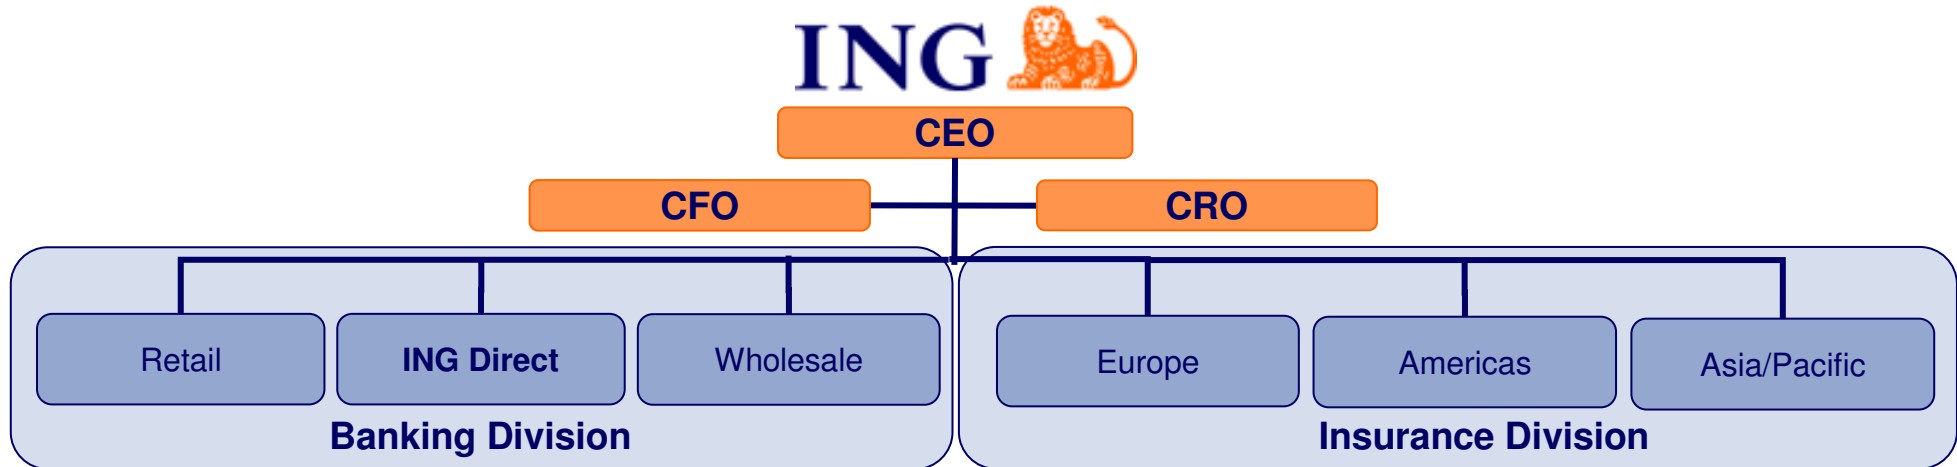 ING
CEO
CFO
CRO
Retail
ING Direct
Wholesale
Europe
Americas
Asia/Pacific
Banking Division
Insurance Division